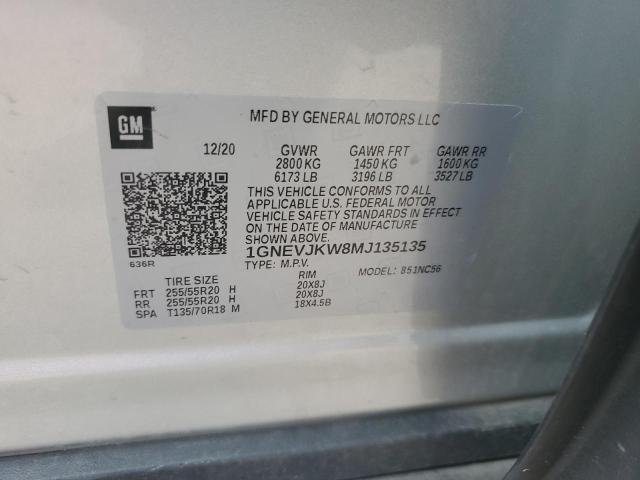 GM
MFD BY GENERAL MOTORS LLC
12/20 GVWR GAWR FRT GAWR RR
2800 KG 1450 KG 1600 KG
6173 LB 3196 LB 3527 LB
THIS VEHICLE CONFORMS TO ALL
APPLICABLE U.S. FEDERAL MOTOR
VEHICLE SAFETY STANDARDS IN EFFECT
ON THE DATE OF MANUFACTURE
SHOWN ABOVE.
1GNEVJKW8MJ135135
636R
TYPE: M.P.V. MODEL: 851NC56
TIRE SIZE RIM
FRT 255/55R20 H 20X8J
RR 255/55R20 H 20X8J
SPA T135/70R18 M 18X4.5B